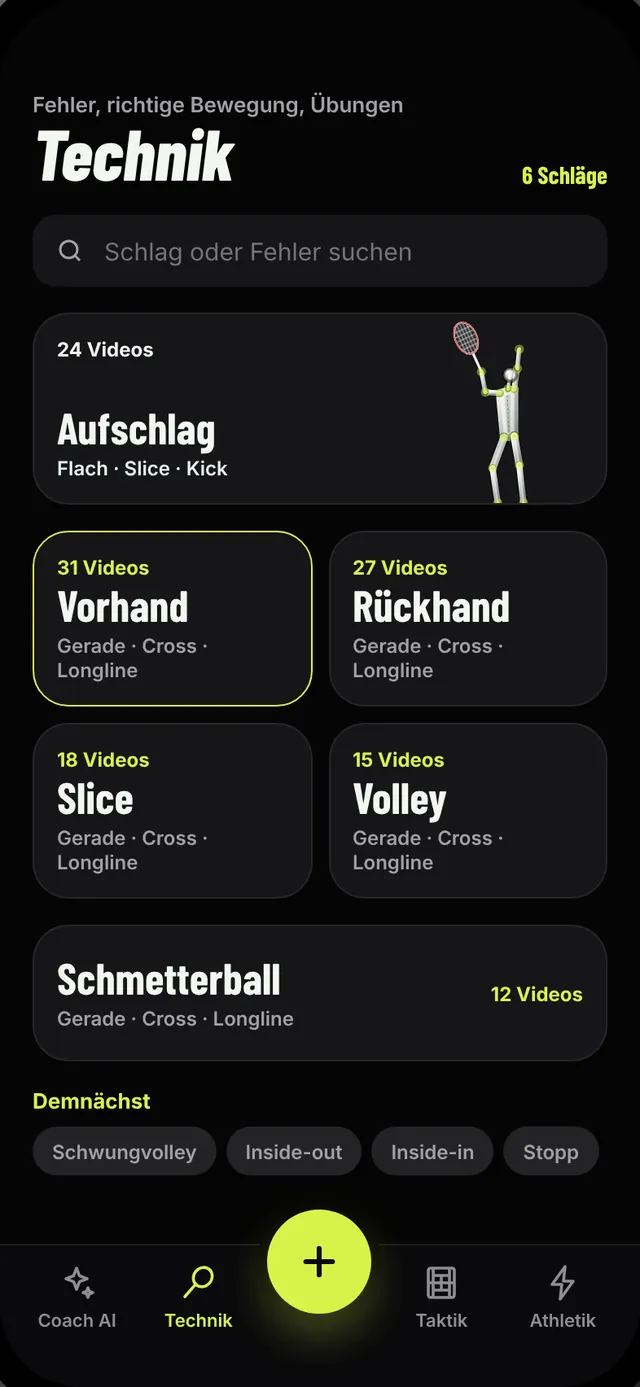 Fehler, richtige Bewegung, Übungen
Technik
6 Schläge
Schlag oder Fehler suchen
24 Videos
Aufschlag
Flach · Slice · Kick
31 Videos
Vorhand
Gerade · Cross ·
Longline
27 Videos
Rückhand
Gerade · Cross ·
Longline
18 Videos
Slice
Gerade · Cross ·
Longline
15 Videos
Volley
Gerade · Cross ·
Longline
Schmetterball
Gerade · Cross · Longline
12 Videos
Demnächst
Schwungvolley
Inside-out
Inside-in
Stopp
Coach AI
Technik
Taktik
Athletik